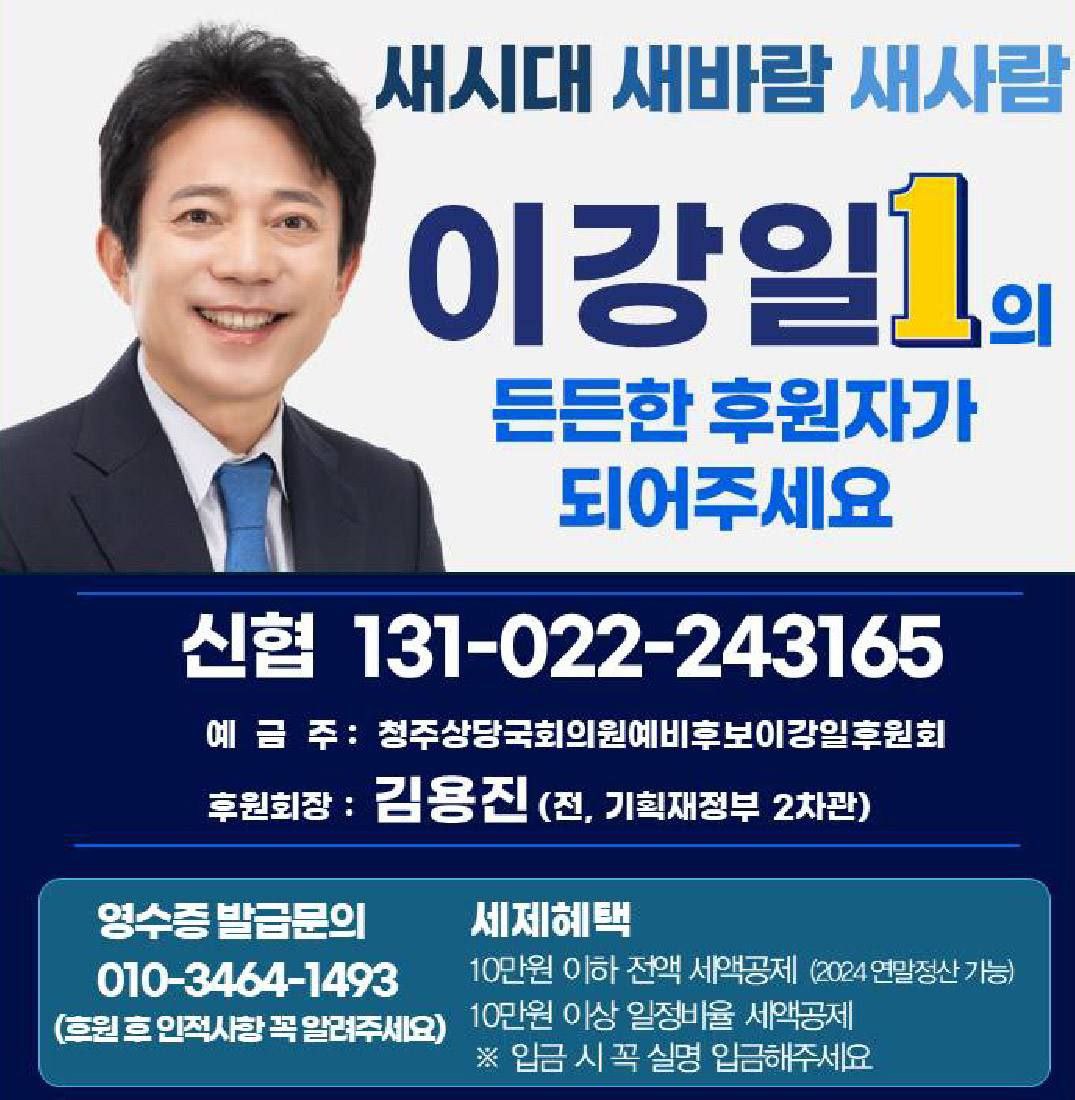 새시대 새바람 새사람
이강일1의
든든한 후원자가
되어주세요
신협 131-022-243165
예 금 주 : 청주상당국회의원예비후보이강일후원회
후원회장 : 김용진 (전, 기획재정부 2차관)
영수증 발급문의
010-3464-1493
(후원 후 인적사항 꼭 알려주세요)
세제혜택
10만원 이하 전액 세액공제 (2024 연말정산 가능)
10만원 이상 일정비율 세액공제
※ 입금 시 꼭 실명 입금해주세요